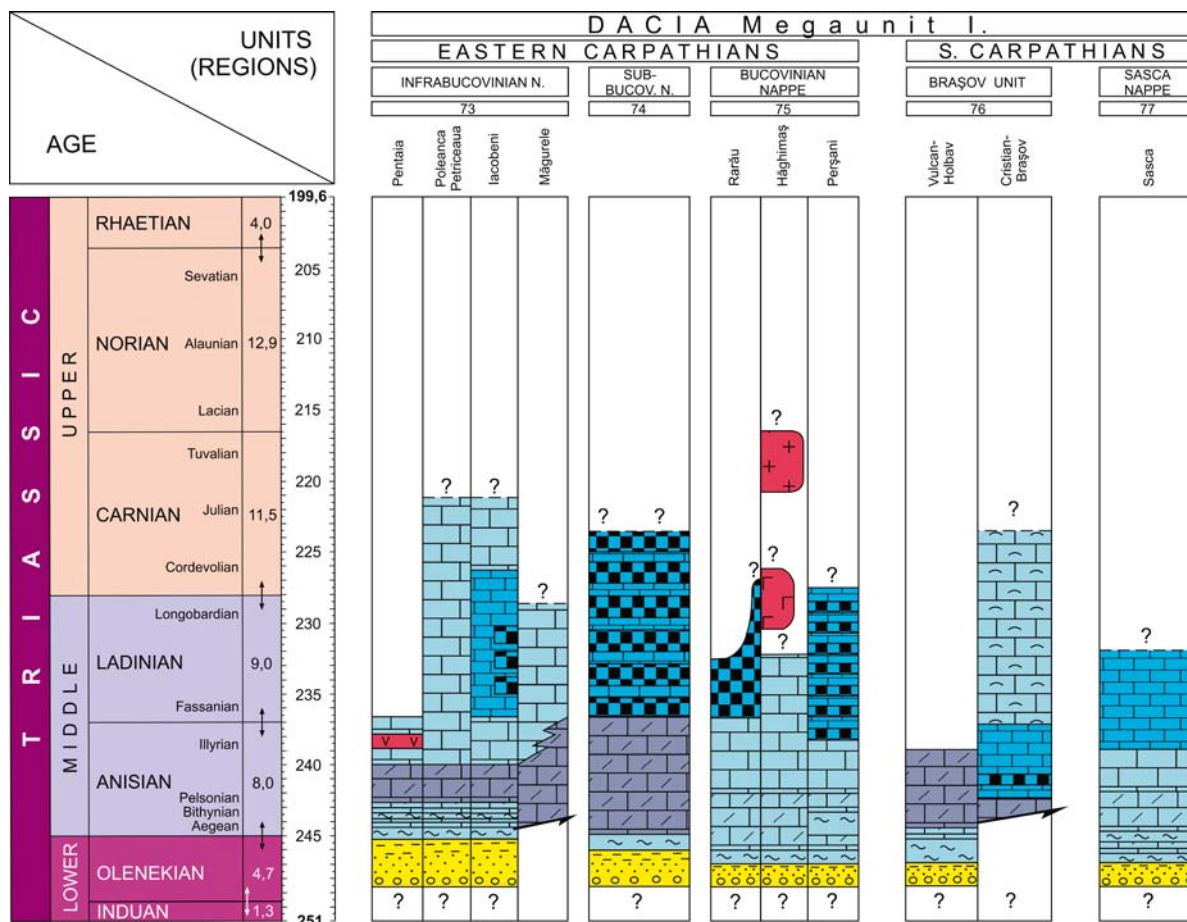 UNITS
(REGIONS)
AGE
DACIA Megaunit I.
EASTERN CARPATHIANS
S. CARPATHIANS
INFRABUCOVINIAN N.
SUB-
BUCOV. N.
BUCOVINIAN
NAPPE
BRAŞOV UNIT
SASCA
NAPPE
73
74
75
76
77
Pentaia
Poleanca
Petriceaua
Iacobeni
Măgurele
Rarău
Hăghimaş
Perşani
Vulcan-
Holbav
Cristian-
Braşov
Sasca
TRIASSIC
UPPER
MIDDLE
LOWER
RHAETIAN
4,0
Sevatian
NORIAN
Alaunian
12,9
Lacian
Tuvalian
CARNIAN
Julian
11,5
Cordevolian
Longobardian
LADINIAN
9,0
Fassanian
Illyrian
ANISIAN
8,0
Pelsonian
Bithynian
Aegean
OLENEKIAN
4,7
INDUAN
1,3
199,6
205
210
215
220
225
230
235
240
245
251
?
? ?
? ?
?
?
?
?
?
?
?
?
?
V V
? ? ? ? ? ? ? ? ? ?